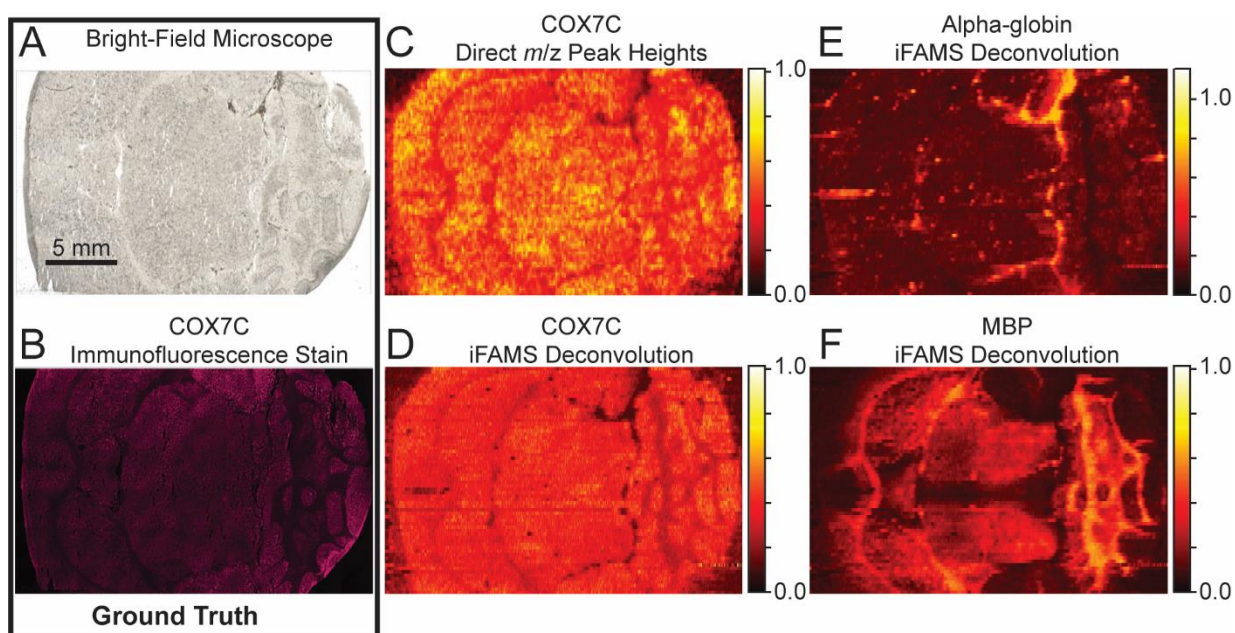 A
Bright-Field Microscope
5 mm
B
COX7C
Immunofluorescence Stain
Ground Truth
C
COX7C
Direct m/z Peak Heights
1.0
0.0
D
COX7C
iFAMS Deconvolution
1.0
0.0
E
Alpha-globin
iFAMS Deconvolution
1.0
0.0
F
MBP
iFAMS Deconvolution
1.0
0.0